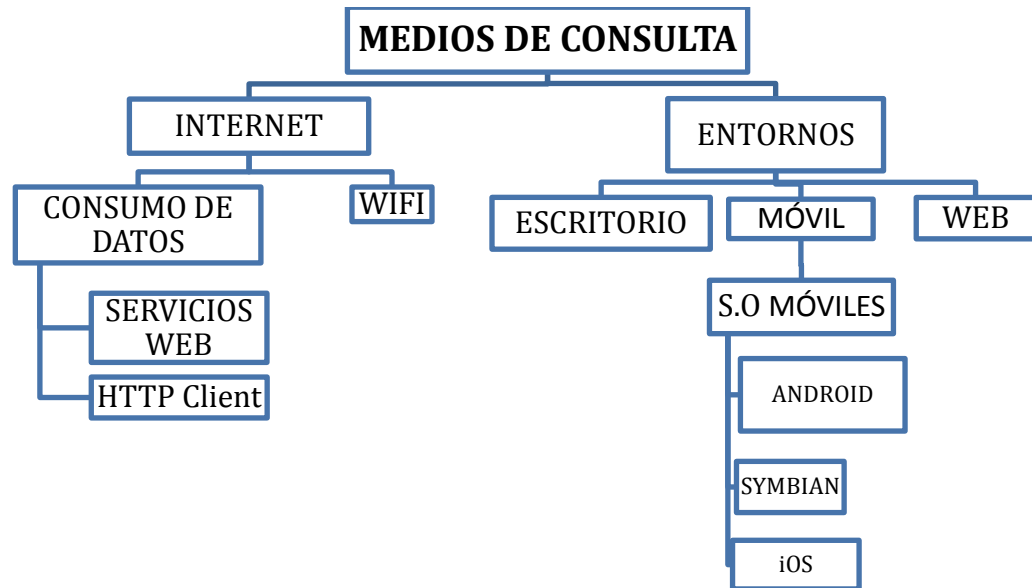 MEDIOS DE CONSULTA
INTERNET
ENTORNOS
CONSUMO DE
DATOS
WIFI
ESCRITORIO
MÓVIL
WEB
SERVICIOS
WEB
HTTP Client
S.O MÓVILES
ANDROID
SYMBIAN
iOS